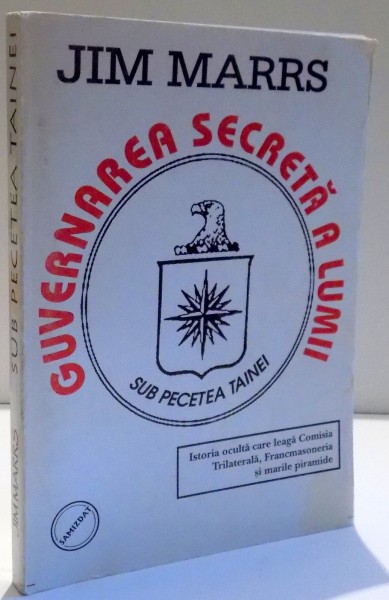 JIM MARRS
GUVERNAREA SECRETĂ A LUMII
SUB PECETEA TAINEI
Istoria ocultă care leagă Comisia
Trilaterală, Francmasoneria
și marile piramide
SAMIZDAT
JIM MARRS SUB PECETEA TAINEI